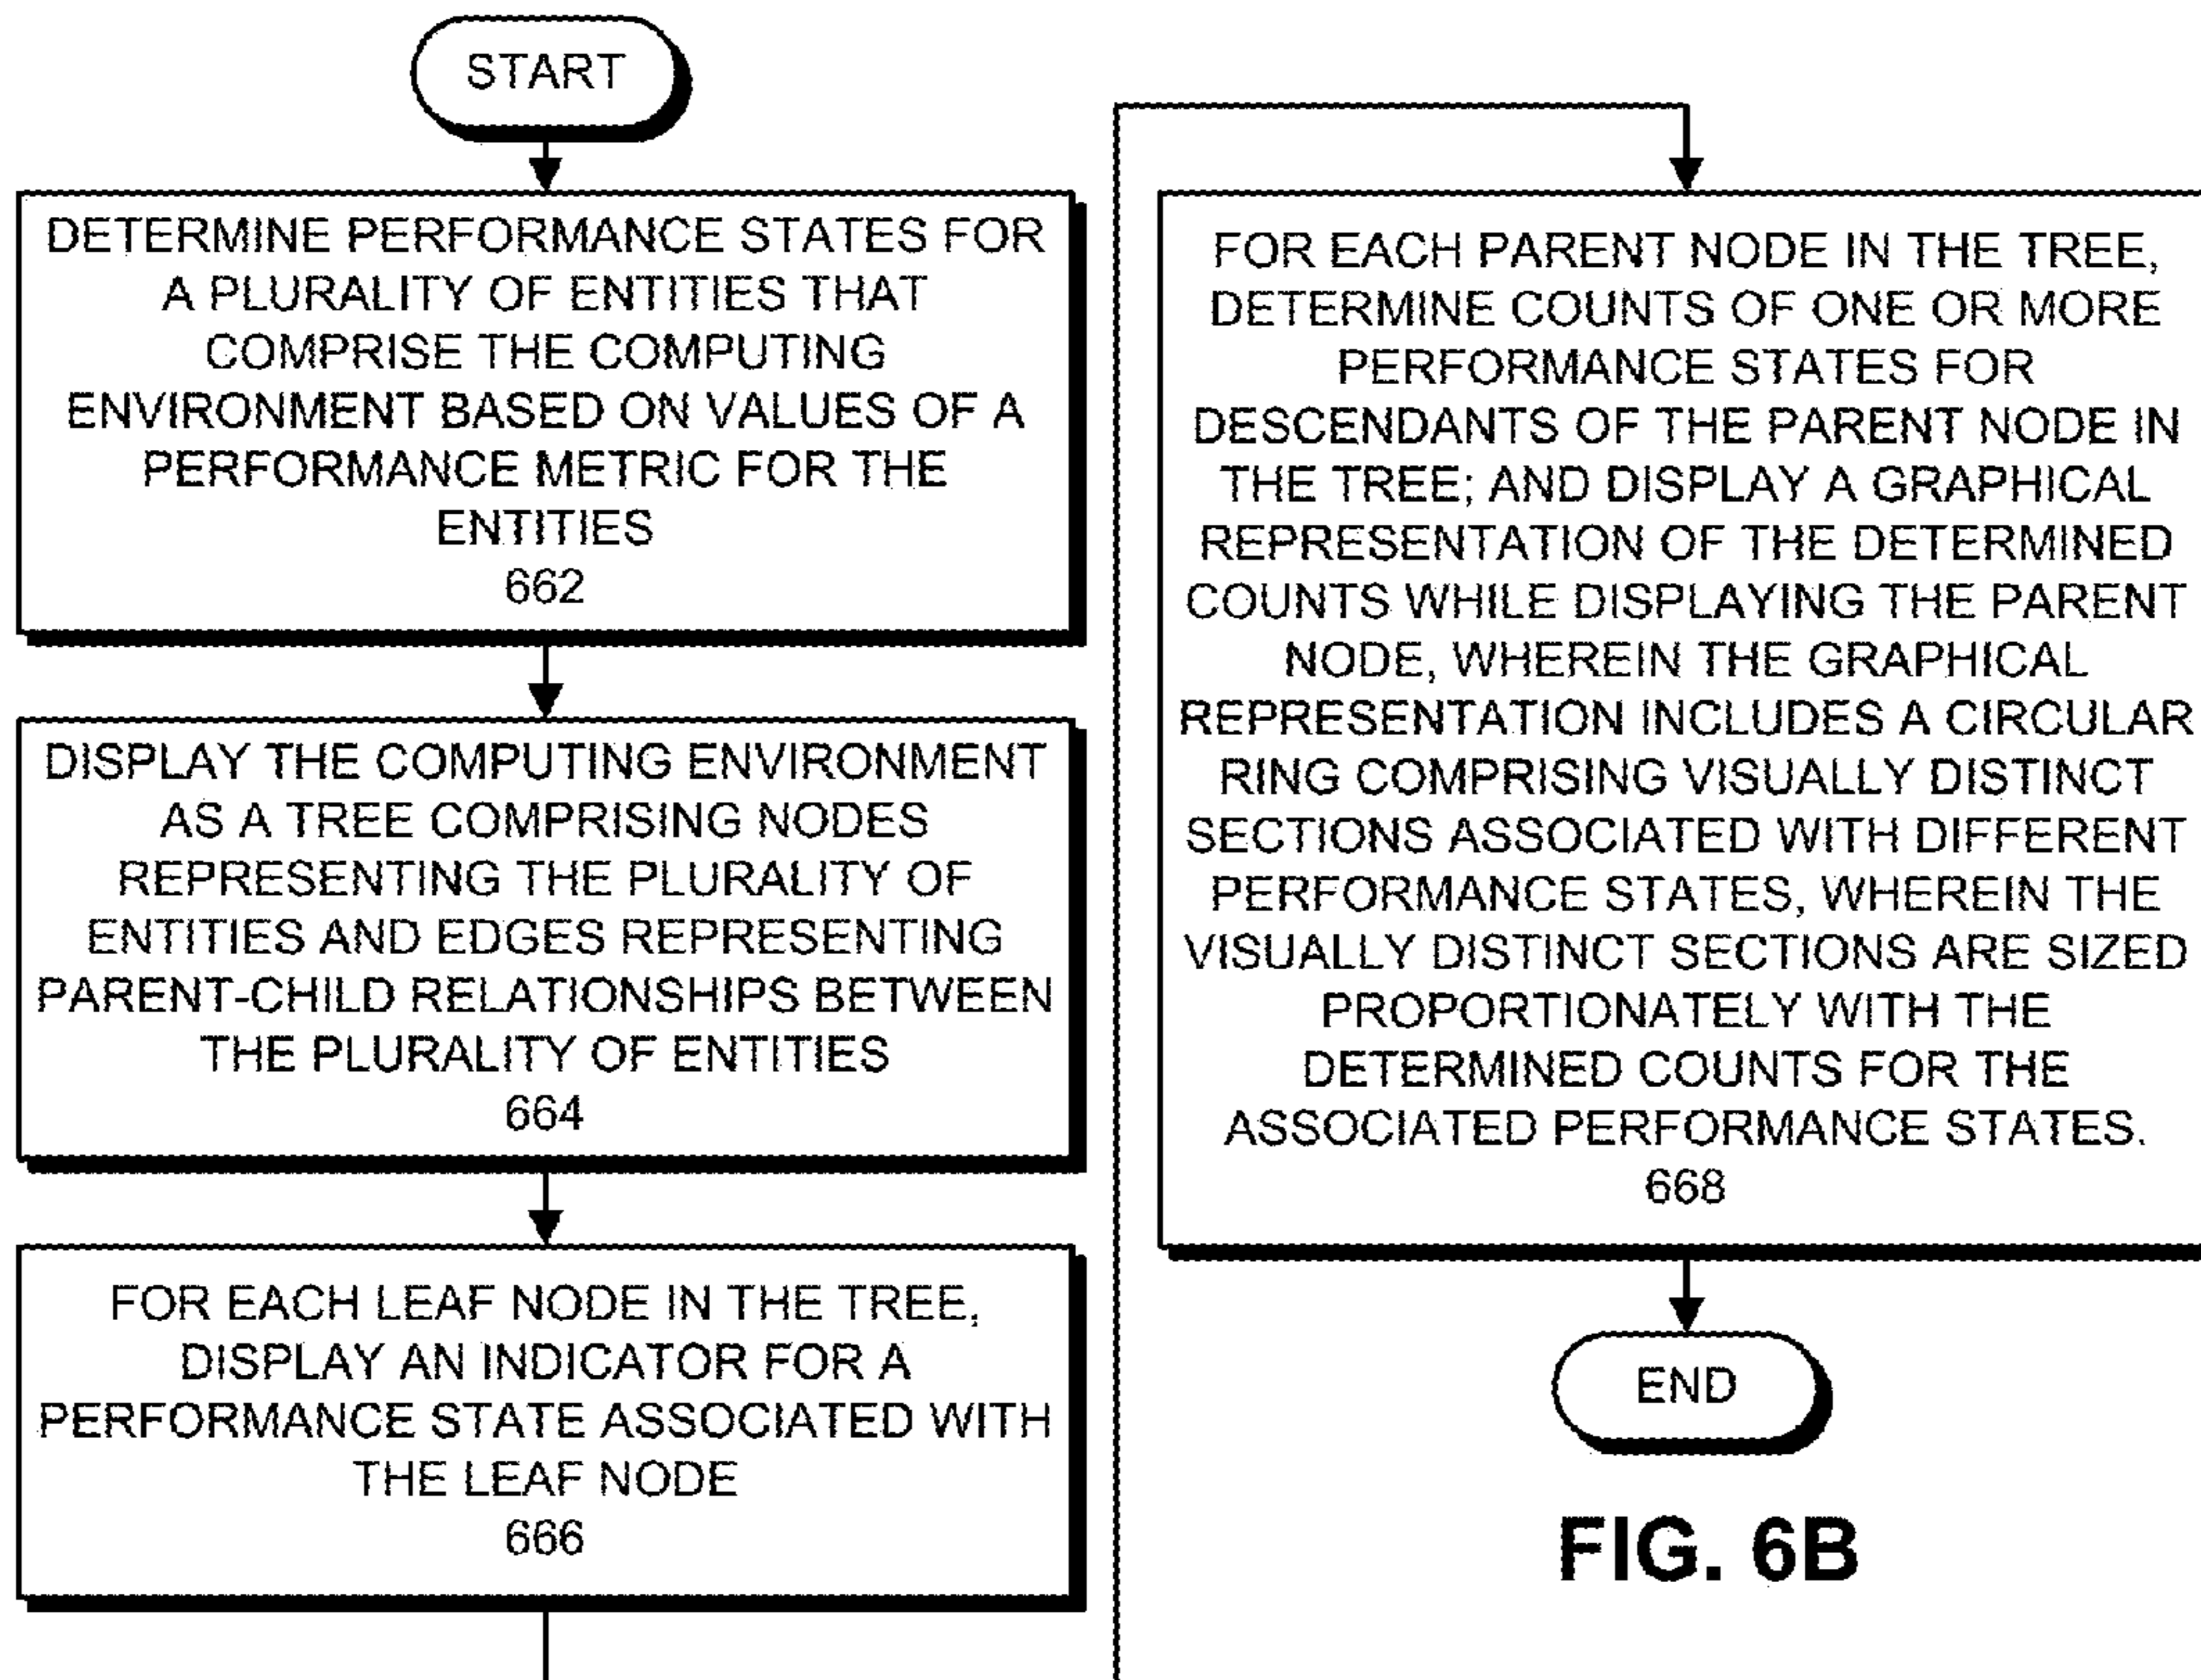 START
DETERMINE PERFORMANCE STATES FOR
A PLURALITY OF ENTITIES THAT
COMPRISE THE COMPUTING
ENVIRONMENT BASED ON VALUES OF A
PERFORMANCE METRIC FOR THE
ENTITIES
662
DISPLAY THE COMPUTING ENVIRONMENT
AS A TREE COMPRISING NODES
REPRESENTING THE PLURALITY OF
ENTITIES AND EDGES REPRESENTING
PARENT-CHILD RELATIONSHIPS BETWEEN
THE PLURALITY OF ENTITIES
664
FOR EACH LEAF NODE IN THE TREE,
DISPLAY AN INDICATOR FOR A
PERFORMANCE STATE ASSOCIATED WITH
THE LEAF NODE
666
FOR EACH PARENT NODE IN THE TREE,
DETERMINE COUNTS OF ONE OR MORE
PERFORMANCE STATES FOR
DESCENDANTS OF THE PARENT NODE IN
THE TREE; AND DISPLAY A GRAPHICAL
REPRESENTATION OF THE DETERMINED
COUNTS WHILE DISPLAYING THE PARENT
NODE, WHEREIN THE GRAPHICAL
REPRESENTATION INCLUDES A CIRCULAR
RING COMPRISING VISUALLY DISTINCT
SECTIONS ASSOCIATED WITH DIFFERENT
PERFORMANCE STATES, WHEREIN THE
VISUALLY DISTINCT SECTIONS ARE SIZED
PROPORTIONATELY WITH THE
DETERMINED COUNTS FOR THE
ASSOCIATED PERFORMANCE STATES.
668
END
FIG. 6B